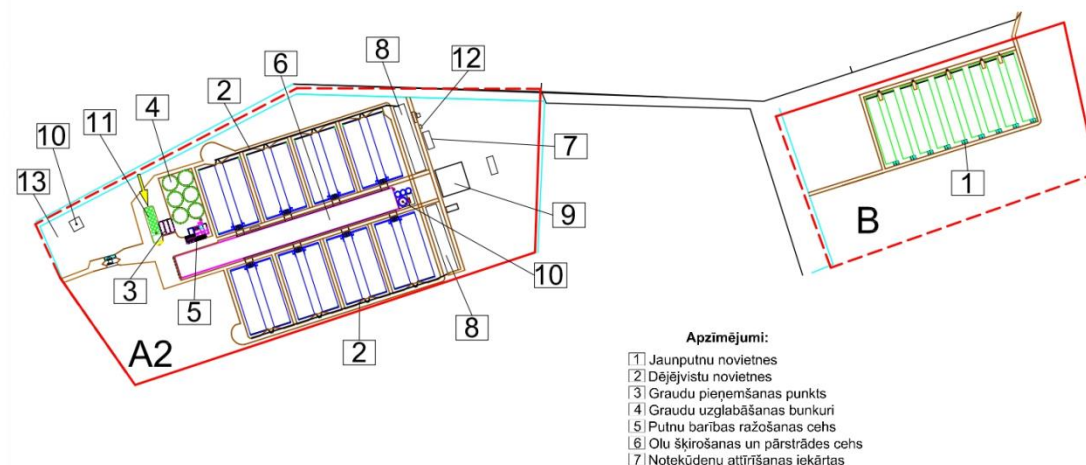 8
6
12
2
4
11
10
13
7
9
1
B
3
5
10
8
2
A2
Apzīmējumi:
1 Jaunputnu novietnes
2 Dējējvistu novietnes
3 Graudu pieņemšanas punkts
4 Graudu uzglabāšanas bunkuri
5 Putnu barības ražošanas cehs
6 Olu šķirošanas un pārstrādes cehs
7 Notekūdeņu attīrīšanas iekārtas